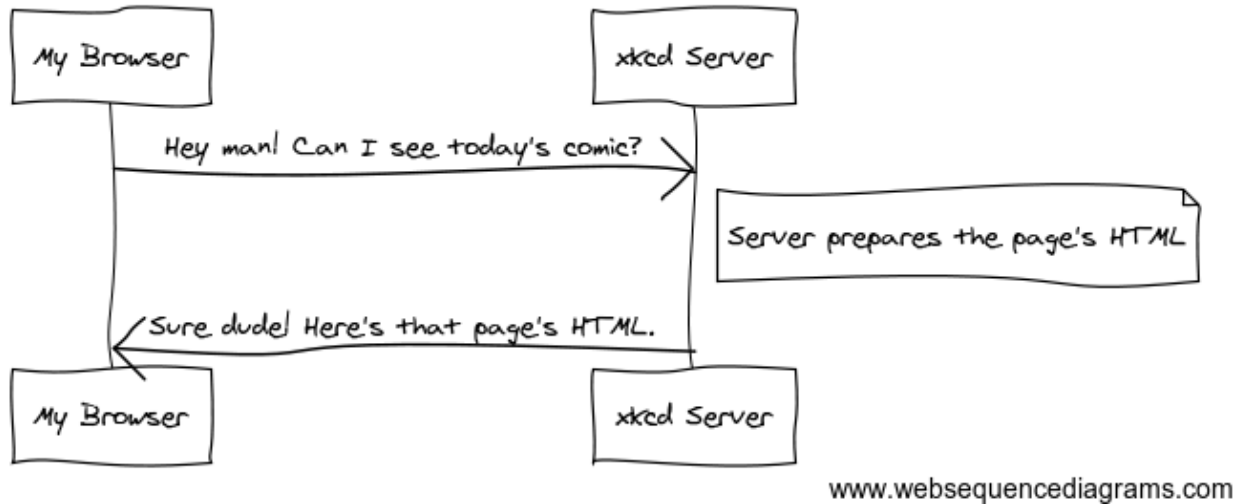 My Browser
xkcd Server
Hey man! Can I see today's comic?
Server prepares the page's HTML
Sure dude! Here's that page's HTML.
My Browser
xkcd Server
www.websequencediagrams.com